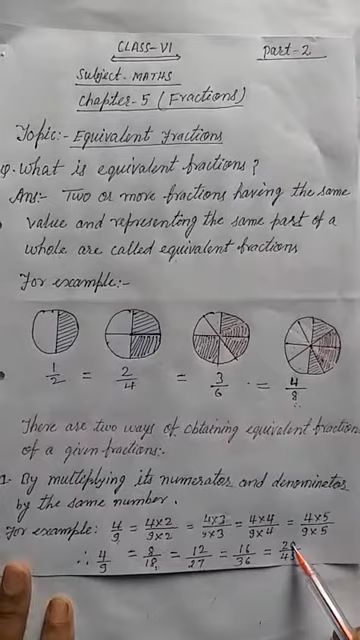 CLASS-VI Part-2
Subject-MATHS
Chapter-5 (Fractions)
Topic:- Equivalent Fractions
Q. What is equivalent fractions?
Ans:- Two or more fractions having the same
value and representing the same part of a
whole are called equivalent fractions
For example:-
1/2 = 2/4 = 3/6 = 4/8
There are two ways of obtaining equivalent fraction
of a given fractions:-
By multiplying its numerator and denominator
by the same number.
For example: 4/9 = 4×2/9×2 = 4×3/9×3 = 4×4/9×4 = 4×5/9×5
∴ 4/9 = 8/18 = 12/27 = 16/36 =